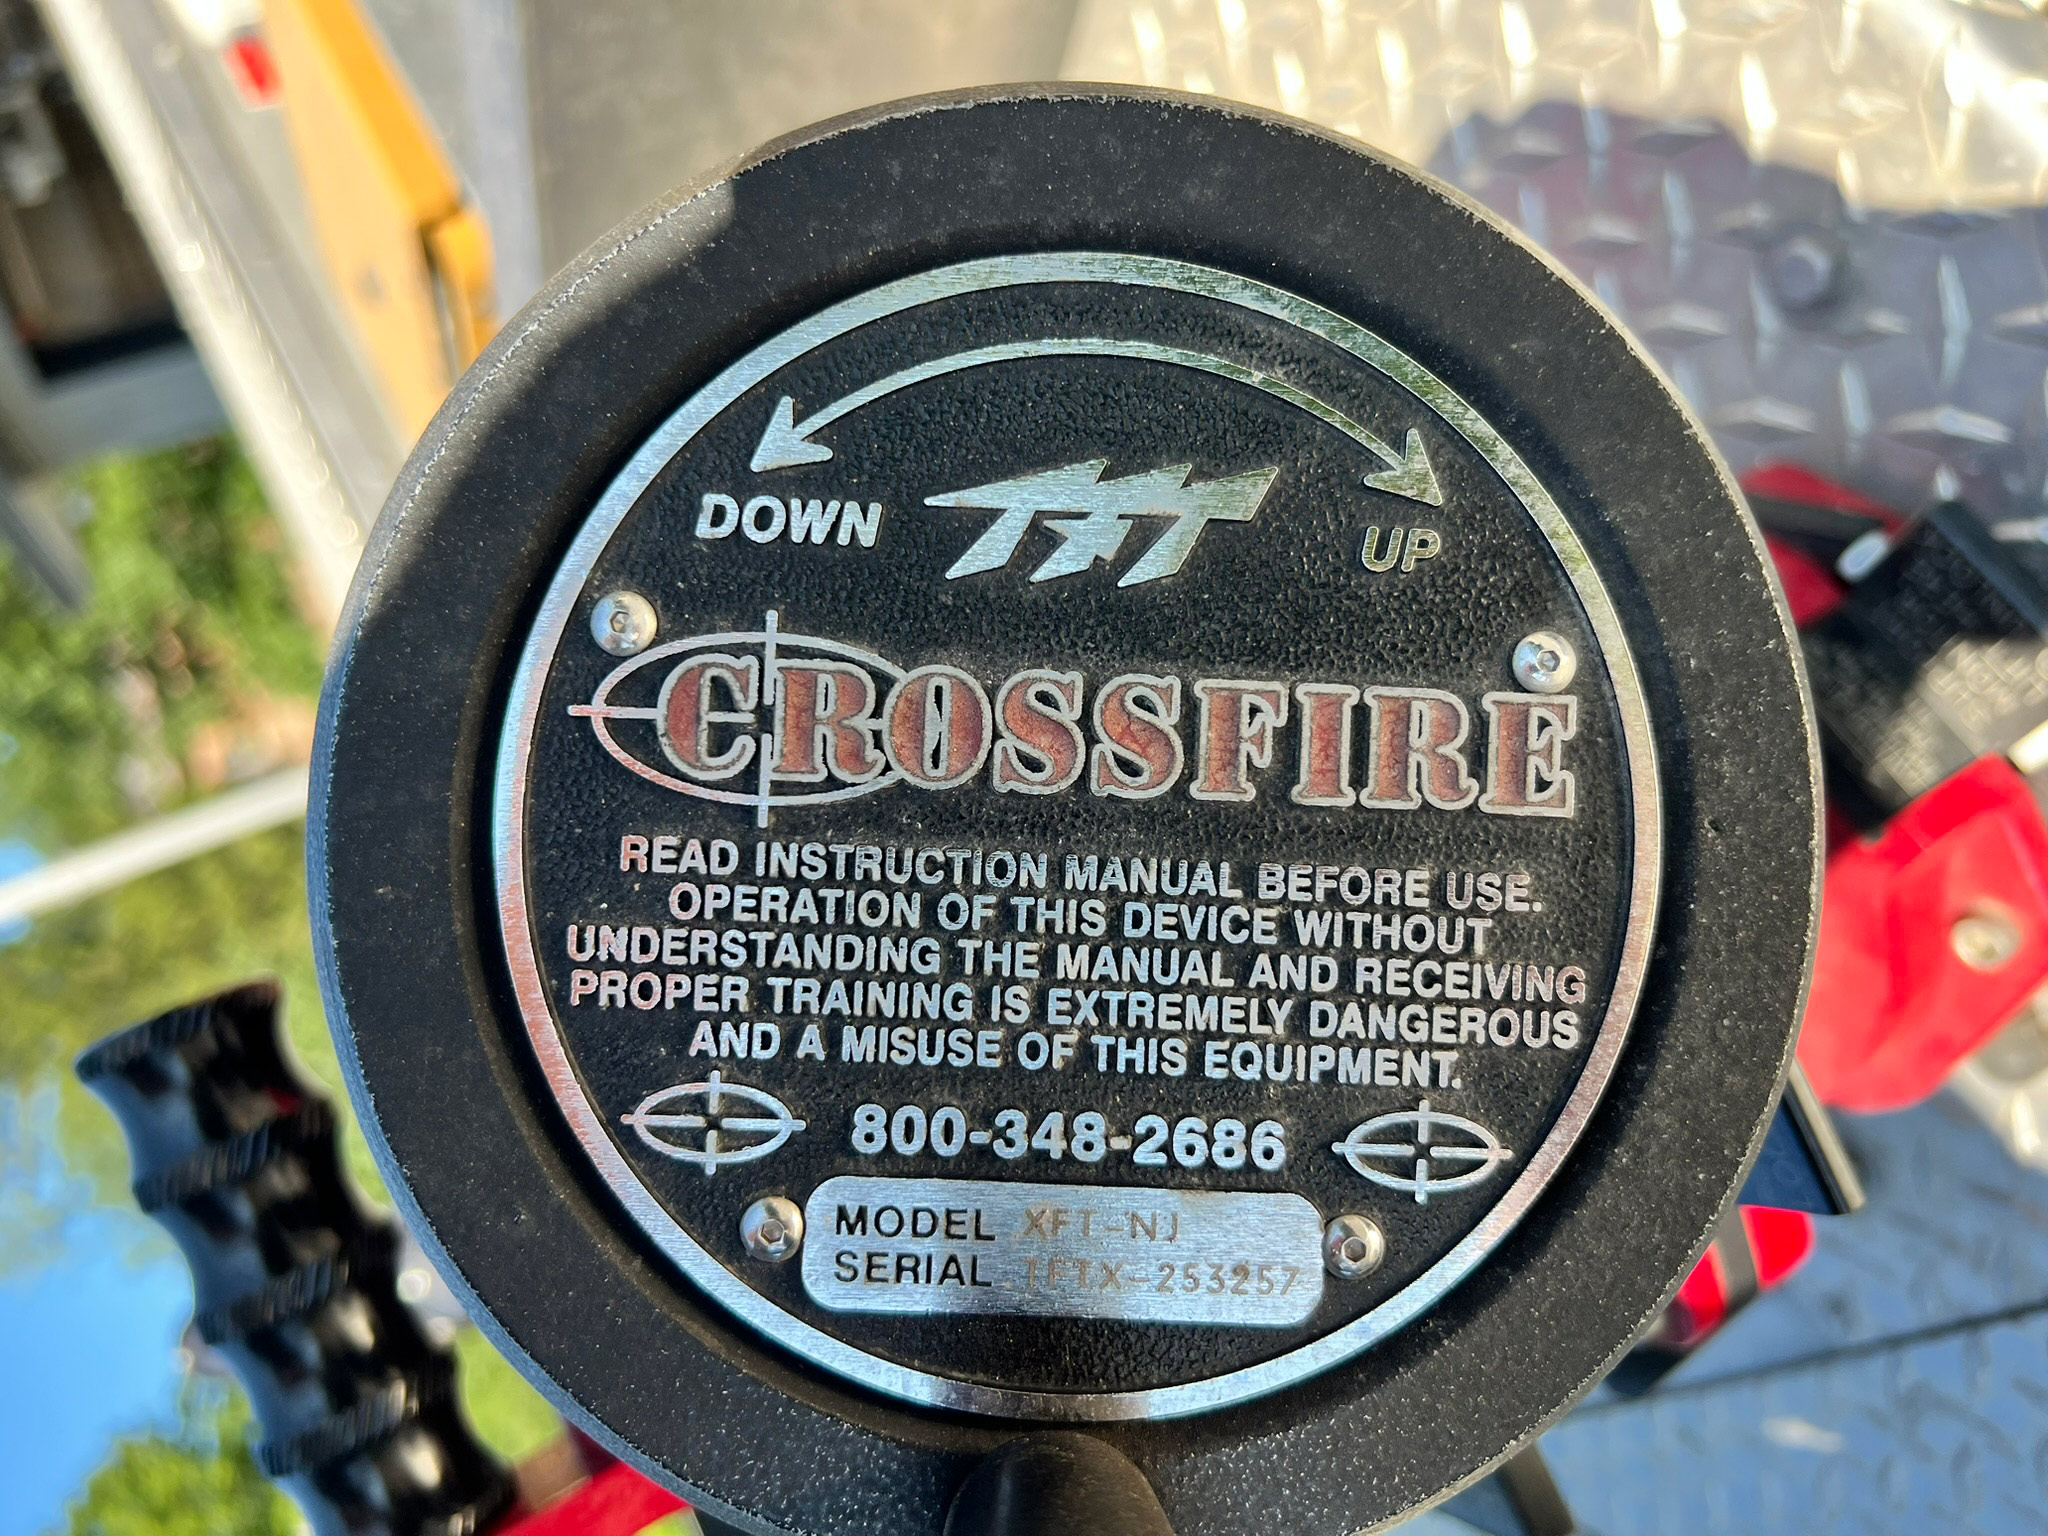 DOWN TFT UP
CROSSFIRE
READ INSTRUCTION MANUAL BEFORE USE.
OPERATION OF THIS DEVICE WITHOUT
UNDERSTANDING THE MANUAL AND RECEIVING
PROPER TRAINING IS EXTREMELY DANGEROUS
AND A MISUSE OF THIS EQUIPMENT.
800-348-2686
MODEL XFT-NJ
SERIAL TFTX-253257